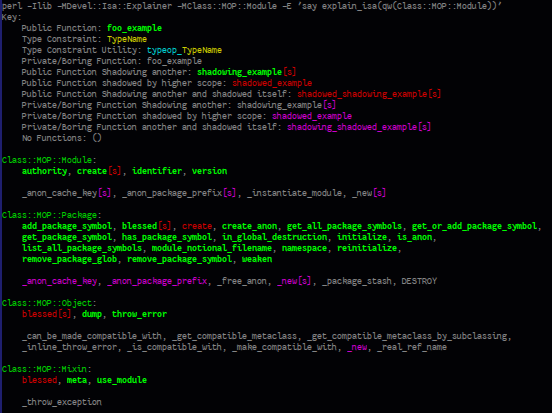 perl -Ilib -MDevel::Isa::Explainer -MClass::MOP::Module -E 'say explain_isa(qw(Class::MOP::Module))'
Key:
Public Function: foo_example
Type Constraint: TypeName
Type Constraint Utility: typeop_TypeName
Private/Boring Function: foo_example
Public Function Shadowing another: shadowing_example[s]
Public Function shadowed by higher scope: shadowed_example
Public Function Shadowing another and shadowed itself: shadowed_shadowing_example[s]
Private/Boring Function Shadowing another: shadowing_example[s]
Private/Boring Function shadowed by higher scope: shadowed_example
Private/Boring Function another and shadowed itself: shadowing_shadowed_example[s]
No Functions: ()
Class::MOP::Module:
authority, create[s], identifier, version
_anon_cache_key[s], _anon_package_prefix[s], _instantiate_module, _new[s]
Class::MOP::Package:
add_package_symbol, blessed[s], create, create_anon, get_all_package_symbols, get_or_add_package_symbol,
get_package_symbol, has_package_symbol, in_global_destruction, initialize, is_anon,
list_all_package_symbols, module_notional_filename, namespace, reinitialize,
remove_package_glob, remove_package_symbol, weaken
_anon_cache_key, _anon_package_prefix, _free_anon, _new[s], _package_stash, DESTROY
Class::MOP::Object:
blessed[s], dump, throw_error
_can_be_made_compatible_with, _get_compatible_metaclass, _get_compatible_metaclass_by_subclassing,
_inline_throw_error, _is_compatible_with, _make_compatible_with, _new, _real_ref_name
Class::MOP::Mixin:
blessed, meta, use_module
_throw_exception